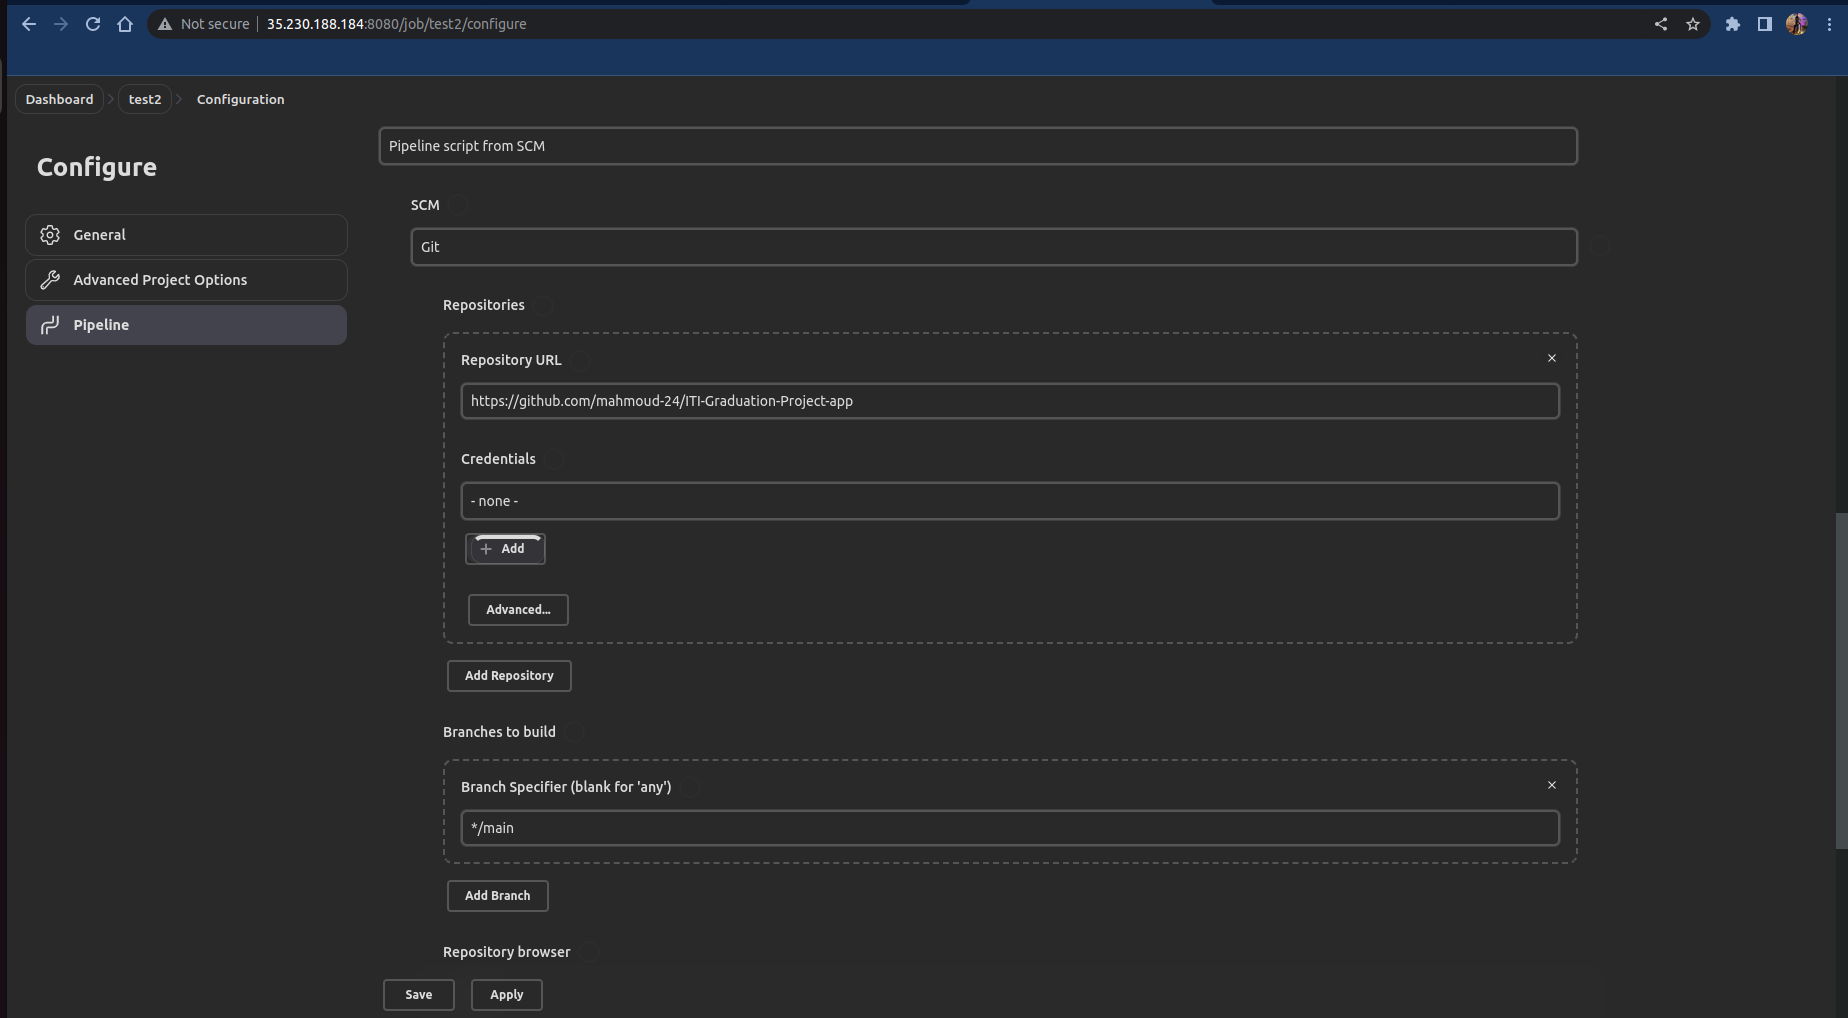 Not secure 35.230.188.184:8080/job/test2/configure
Dashboard test2 Configuration
Configure
General
Advanced Project Options
Pipeline
Pipeline script from SCM
SCM
Git
Repositories
Repository URL
https://github.com/mahmoud-24/ITI-Graduation-Project-app
Credentials
- none -
Add
Advanced...
Add Repository
Branches to build
Branch Specifier (blank for 'any')
*/main
Add Branch
Repository browser
Save Apply